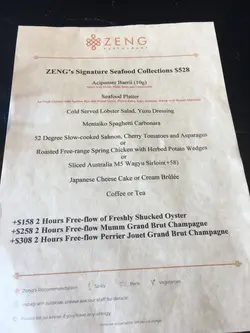 ZENG
RESTAURANT
ZENG's Signature Seafood Collections $528
Acipenser Baerii (10g)
Seafood Platter
Cold Served Lobster Salad, Yuzu Dressing
Mentaiko Spaghetti Carbonara
52 Degree Slow-cooked Salmon, Cherry Tomatoes and Asparagus
or
Roasted Free-range Spring Chicken with Herbed Potato Wedges
or
Sliced Australia M5 Wagyu Sirloin (+58)
Japanese Cheese Cake or Cream Brûlée
Coffee or Tea
+$158 2 Hours Free-flow of Freshly Shucked Oyster
+$258 2 Hours Free-flow Mumm Grand Brut Champagne
+$308 2 Hours Free-flow Perrier Jouet Grand Brut Champagne
Zeng's Recommendation Spicy Pork Vegetarian